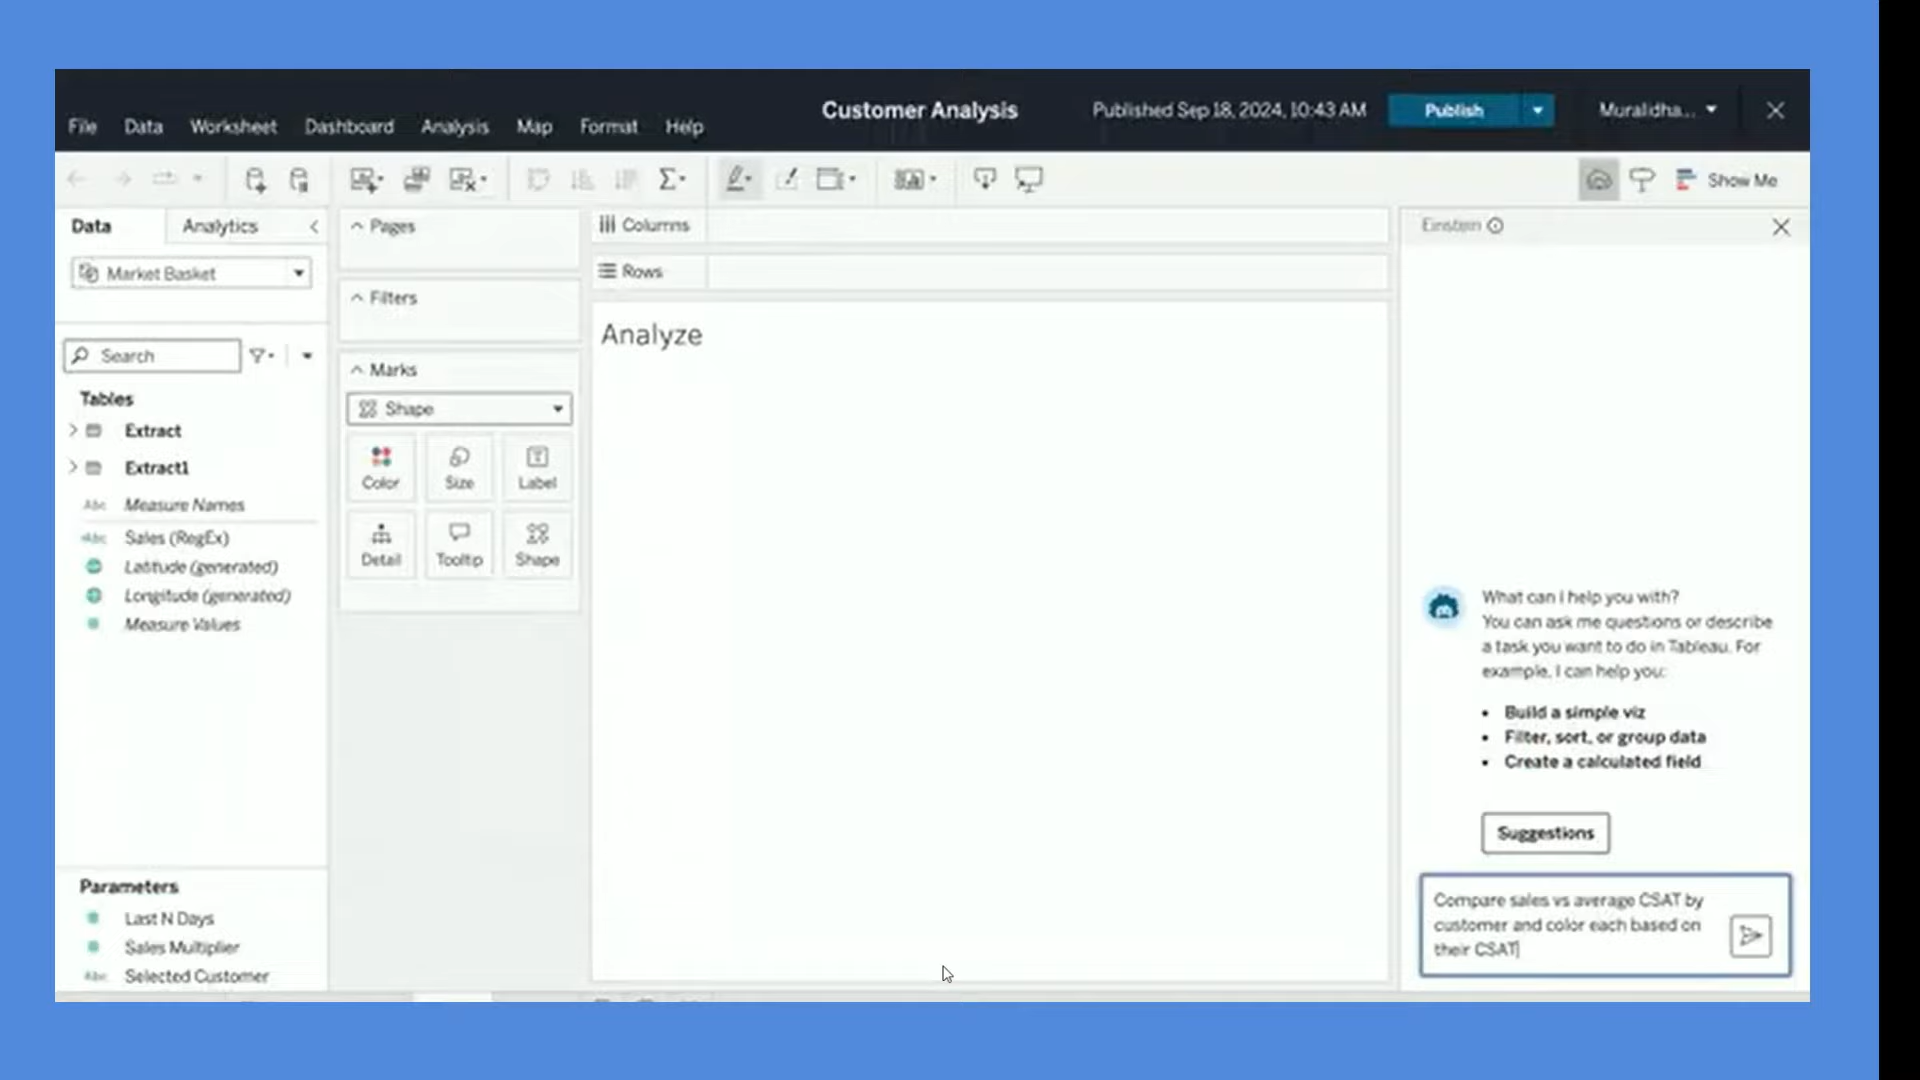 Customer Analysis
Published Sep 18, 2024, 10:43 AM
Publish
Muralidha...
File Data Worksheet Dashboard Analysis Map Format Help
Show Me
Data
Analytics
Market Basket
Search
Tables
Extract
Extract1
Abc Measure Names
=Abc Sales (RegEx)
Latitude (generated)
Longitude (generated)
Measure Values
Parameters
Last N Days
Sales Multiplier
Abc Selected Customer
Pages
Filters
Marks
Shape
Color Size Label
Detail Tooltip Shape
Columns
Rows
Analyze
Einstein
What can I help you with?
You can ask me questions or describe
a task you want to do in Tableau. For
example, I can help you:
• Build a simple viz
• Filter, sort, or group data
• Create a calculated field
Suggestions
Compare sales vs average CSAT by
customer and color each based on
their CSAT